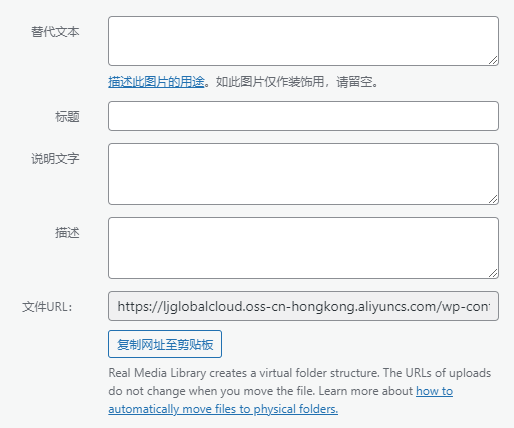 替代文本
描述此图片的用途。如此图片仅作装饰用，请留空。
标题
说明文字
描述
文件URL：
https://ljglobalcloud.oss-cn-hongkong.aliyuncs.com/wp-con
复制网址至剪贴板
Real Media Library creates a virtual folder structure. The URLs of uploads
do not change when you move the file. Learn more about how to
automatically move files to physical folders.